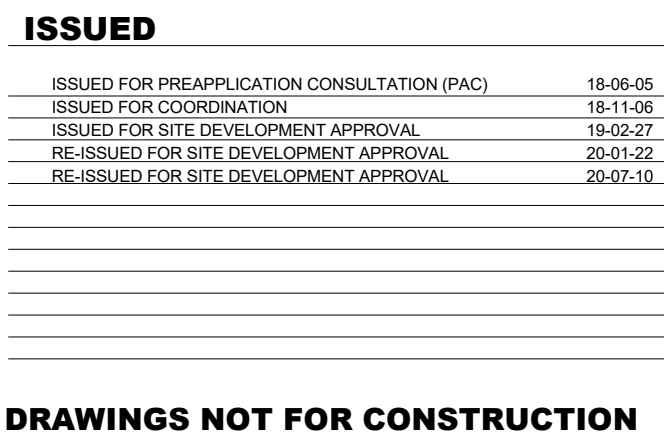 ISSUED
ISSUED FOR PREAPPLICATION CONSULTATION (PAC) 18-06-05
ISSUED FOR COORDINATION 18-11-06
ISSUED FOR SITE DEVELOPMENT APPROVAL 19-02-27
RE-ISSUED FOR SITE DEVELOPMENT APPROVAL 20-01-22
RE-ISSUED FOR SITE DEVELOPMENT APPROVAL 20-07-10
DRAWINGS NOT FOR CONSTRUCTION